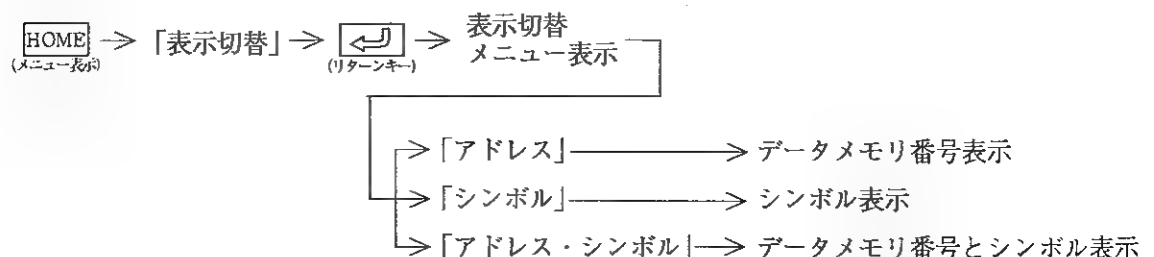 HOME → 「表示切替」 → ⏎ → 表示切替
(メニュー表示) (リターンキー) メニュー表示
→「アドレス」→ データメモリ番号表示
→「シンボル」→ シンボル表示
→「アドレス・シンボル」→ データメモリ番号とシンボル表示